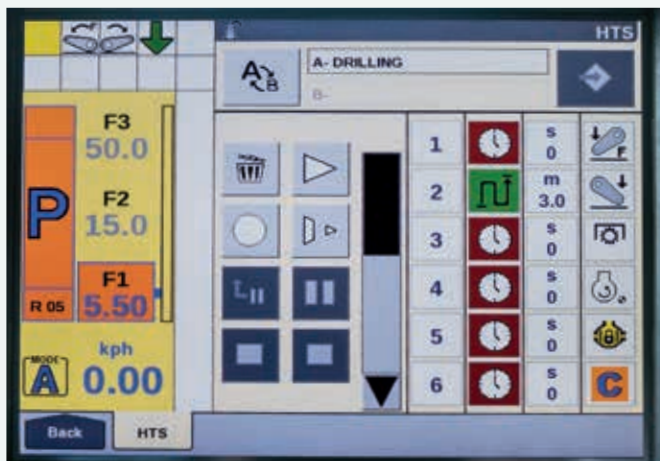 HTS
A- DRILLING
A
B
B-
F3
50.0
F2
15.0
F1
5.50
P
R 05
kph
MODE
A
0.00
1
s
0
F
2
m
3.0
3
s
0
4
s
0
5
s
0
6
s
0
C
Back
HTS